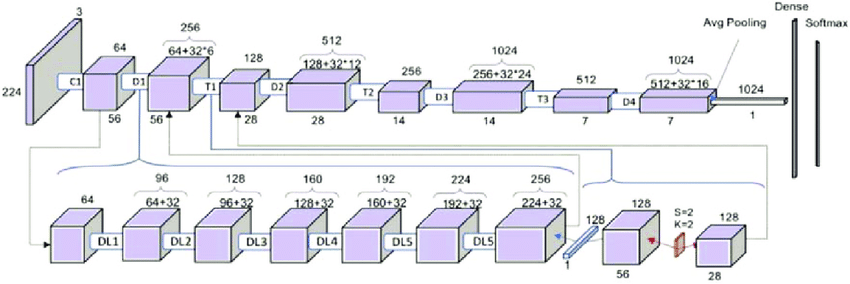 3
224
C1
64
56
D1
256
64+32*6
56
T1
128
28
D2
512
128+32*12
28
T2
256
14
D3
1024
256+32*24
14
T3
512
7
D4
1024
512+32*16
7
Avg Pooling
1024
1
Dense
Softmax
64
DL1
96
64+32
DL2
128
96+32
DL3
160
128+32
DL4
192
160+32
DL5
224
192+32
DL5
256
224+32
128
1
128
56
S=2
K=2
128
28